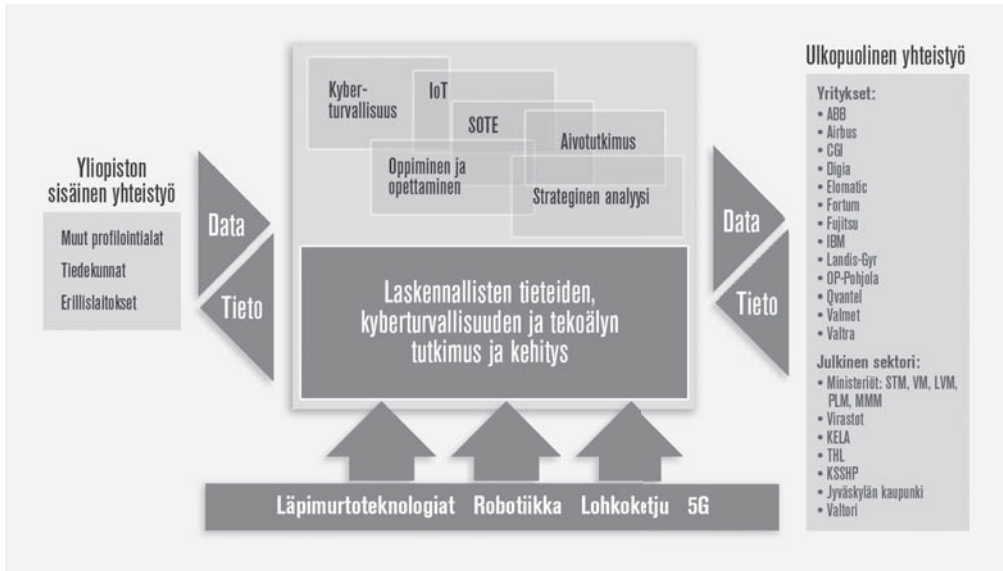 Yliopiston
sisäinen yhteistyö
Muut profilointialat
Tiedekunnat
Erillislaitokset
Data
Tieto
Kyber-
turvallisuus
IoT
SOTE
Aivotutkimus
Oppiminen ja
opettaminen
Strateginen analyysi
Laskennallisten tieteiden,
kyberturvallisuuden ja tekoälyn
tutkimus ja kehitys
Läpimurtoteknologiat Robotiikka Lohkoketju 5G
Data
Tieto
Ulkopuolinen yhteistyö
Yritykset:
• ABB
• Airbus
• CGI
• Digia
• Elomatic
• Fortum
• Fujitsu
• IBM
• Landis-Gyr
• OP-Pohjola
• Qvantel
• Valmet
• Valtra
Julkinen sektori:
• Ministeriöt: STM, VM, LVM,
PLM, MMM
• Virastot
• KELA
• THL
• KSSHP
• Jyväskylän kaupunki
• Valtori